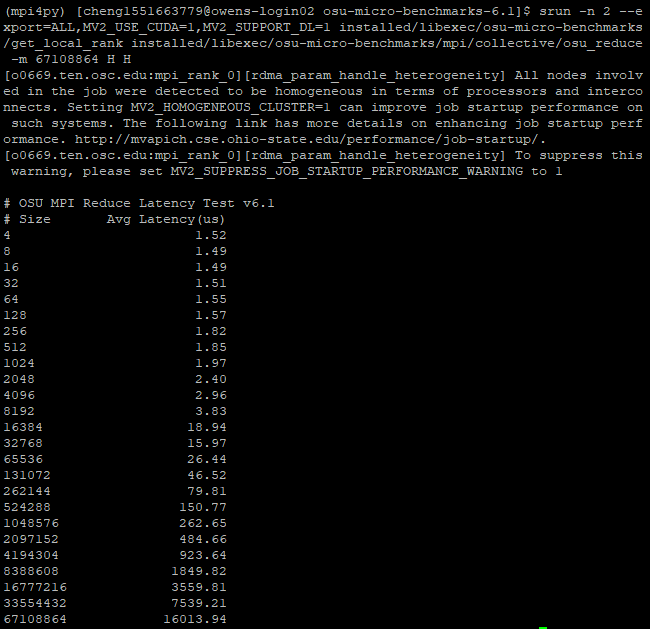 (mpi4py) [cheng1551663779@owens-login02 osu-micro-benchmarks-6.1]$ srun -n 2 --e
xport=ALL,MV2_USE_CUDA=1,MV2_SUPPORT_DL=1 installed/libexec/osu-micro-benchmarks
/get_local_rank installed/libexec/osu-micro-benchmarks/mpi/collective/osu_reduce
 -m 67108864 H H
[o0669.ten.osc.edu:mpi_rank_0][rdma_param_handle_heterogeneity] All nodes involv
ed in the job were detected to be homogeneous in terms of processors and interco
nnects. Setting MV2_HOMOGENEOUS_CLUSTER=1 can improve job startup performance on
 such systems. The following link has more details on enhancing job startup perf
ormance. http://mvapich.cse.ohio-state.edu/performance/job-startup/.
[o0669.ten.osc.edu:mpi_rank_0][rdma_param_handle_heterogeneity] To suppress this
 warning, please set MV2_SUPPRESS_JOB_STARTUP_PERFORMANCE_WARNING to 1

# OSU MPI Reduce Latency Test v6.1
# Size       Avg Latency(us)
4                       1.52
8                       1.49
16                      1.49
32                      1.51
64                      1.55
128                     1.57
256                     1.82
512                     1.85
1024                    1.97
2048                    2.40
4096                    2.96
8192                    3.83
16384                  18.94
32768                  15.97
65536                  26.44
131072                 46.52
262144                 79.81
524288                150.77
1048576               262.65
2097152               484.66
4194304               923.64
8388608              1849.82
16777216             3559.81
33554432             7539.21
67108864            16013.94